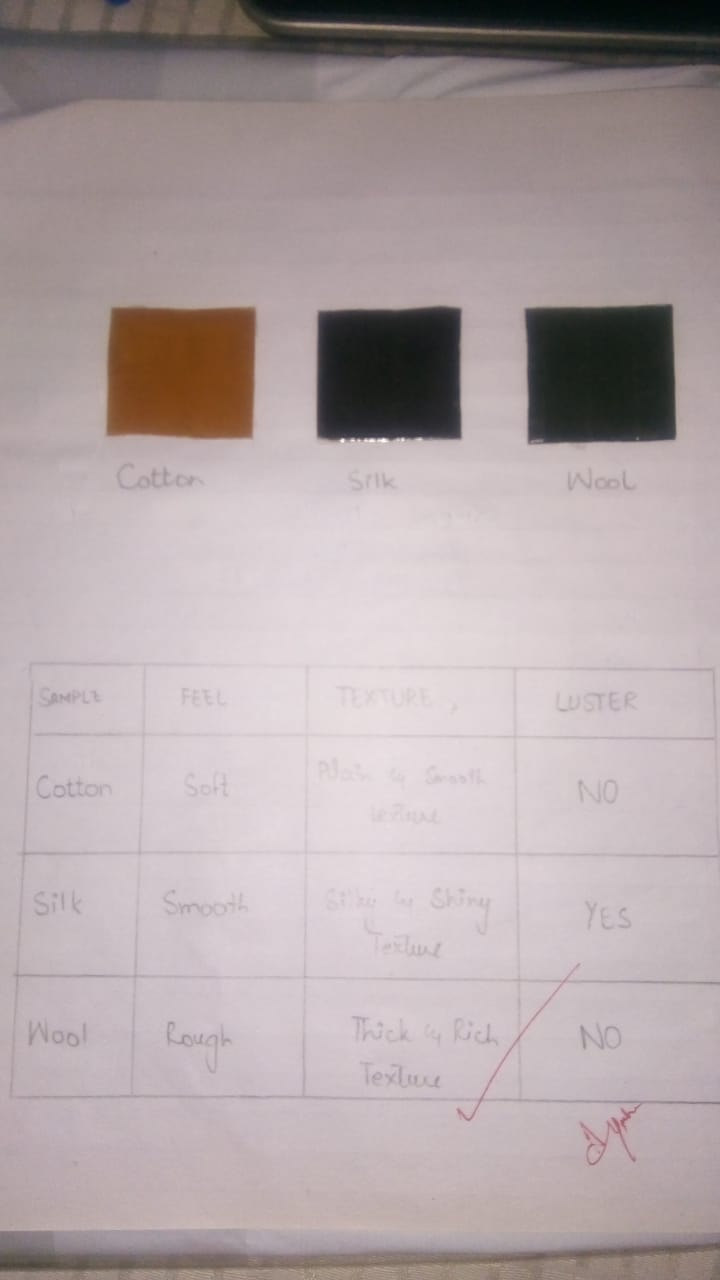 Cotton Silk Wool
SAMPLE FEEL TEXTURE, LUSTER
Cotton Soft Plain & Smooth texture NO
Silk Smooth Silky & Shiny Texture YES
Wool Rough Thick & Rich Texture NO